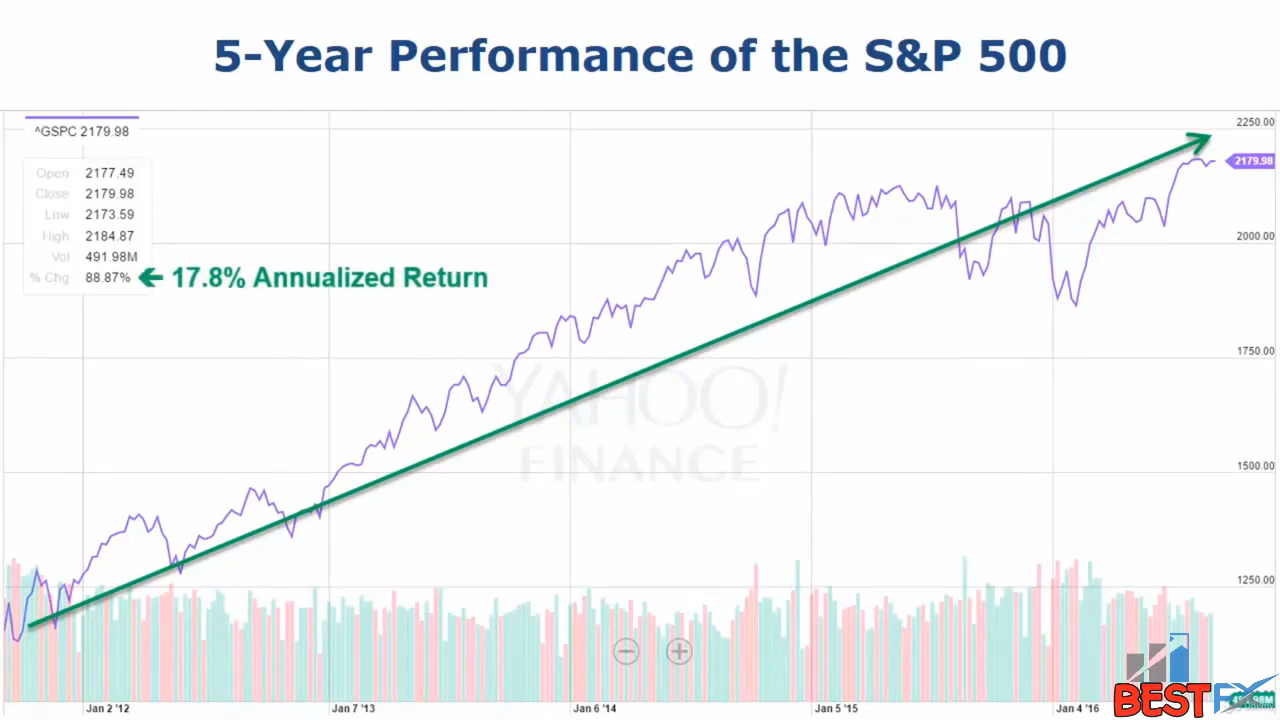 5-Year Performance of the S&P 500
^GSPC 2179.98
Open 2177.49
Close 2179.98
Low 2173.59
High 2184.87
Vol 491.98M
% Chg 88.87%
17.8% Annualized Return
2250.00
2179.98
2000.00
1750.00
1500.00
1250.00
YAHOO!
FINANCE
Jan 2 '12
Jan 7 '13
Jan 6 '14
Jan 5 '15
Jan 4 '16
BESTFX